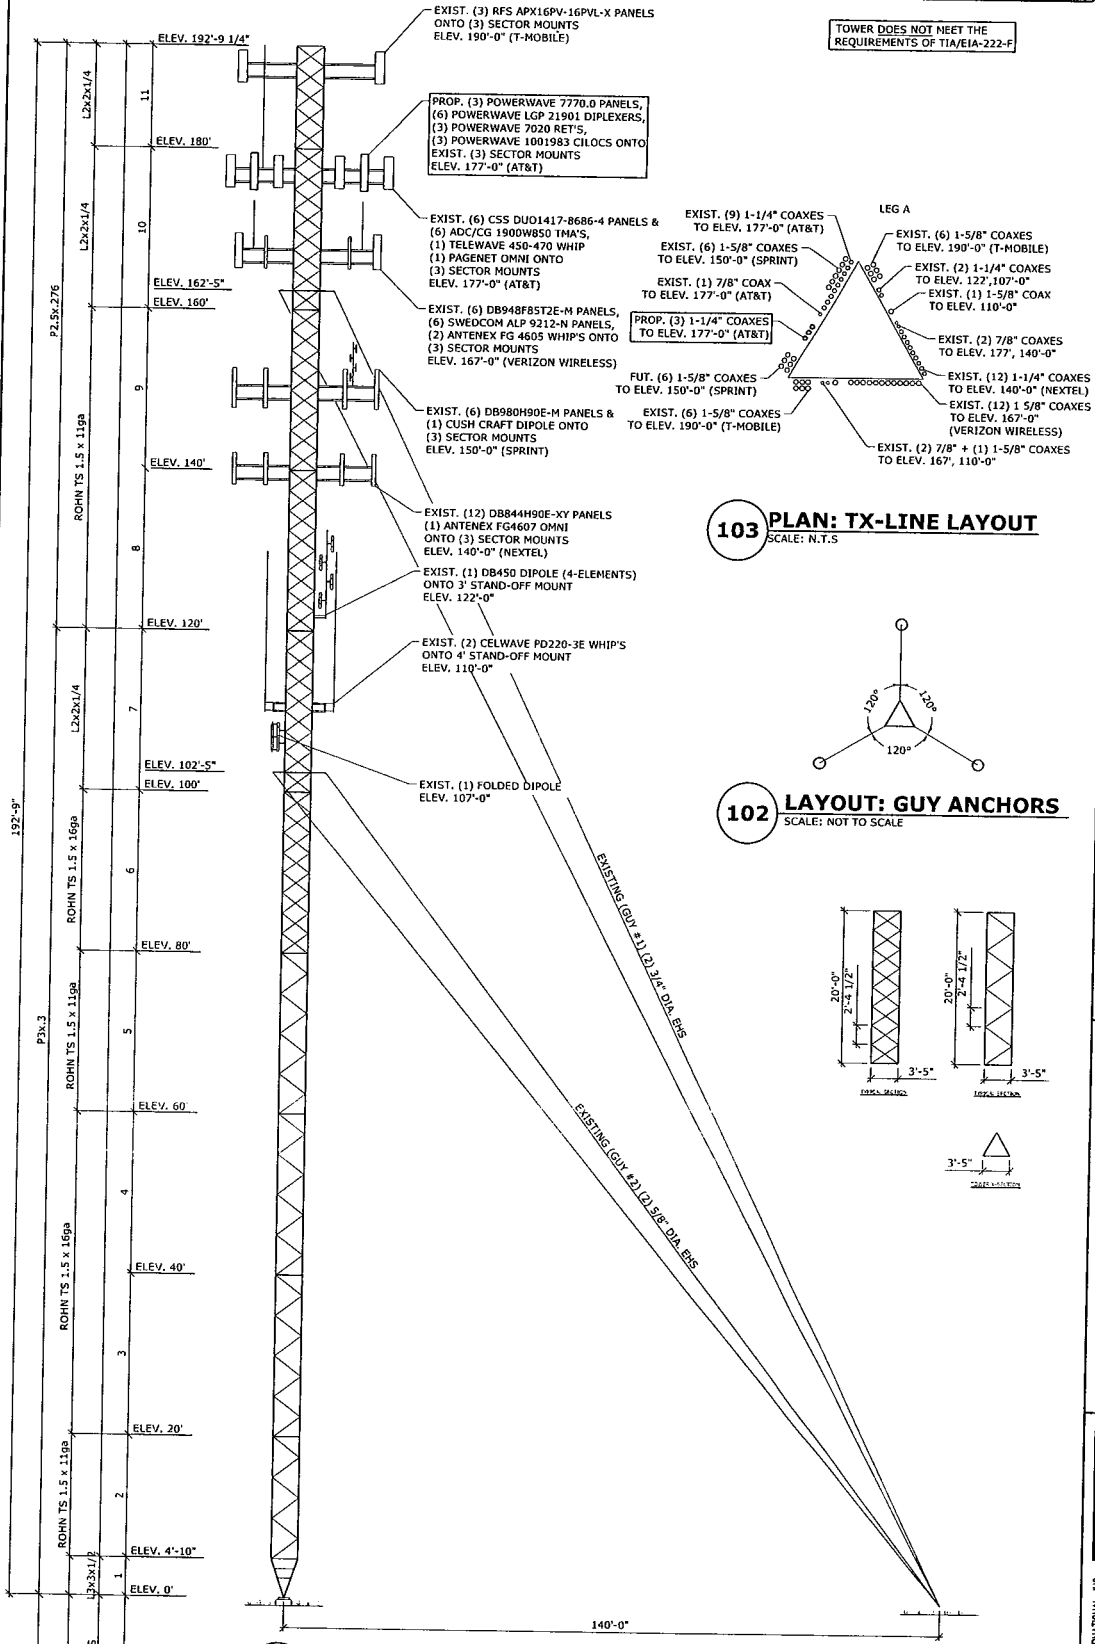 EXIST. (3) RFS APX16PV-16PVL-X PANELS
ONTO (3) SECTOR MOUNTS
ELEV. 190'-0" (T-MOBILE)
TOWER DOES NOT MEET THE
REQUIREMENTS OF TIA/EIA-222-F
PROP. (3) POWERWAVE 7770.0 PANELS,
(6) POWERWAVE LGP 21901 DIPLEXERS,
(3) POWERWAVE 7020 RET'S,
(3) POWERWAVE 1001983 CILOCS ONTO
EXIST. (3) SECTOR MOUNTS
ELEV. 177'-0" (AT&T)
EXIST. (6) CSS DUO1417-8686-4 PANELS &
(6) ADC/CG 1900W850 TMA'S,
(1) TELEWAVE 450-470 WHIP
(1) PAGENET OMNI ONTO
(3) SECTOR MOUNTS
ELEV. 177'-0" (AT&T)
EXIST. (6) DB948F85T2E-M PANELS,
(6) SWEDCOM ALP 9212-N PANELS,
(2) ANTENEX FG 4605 WHIP'S ONTO
(3) SECTOR MOUNTS
ELEV. 167'-0" (VERIZON WIRELESS)
EXIST. (6) DB980H90E-M PANELS &
(1) CUSH CRAFT DIPOLE ONTO
(3) SECTOR MOUNTS
ELEV. 150'-0" (SPRINT)
EXIST. (12) DB844H90E-XY PANELS
(1) ANTENEX FG4607 OMNI
ONTO (3) SECTOR MOUNTS
ELEV. 140'-0" (NEXTEL)
EXIST. (1) DB450 DIPOLE (4-ELEMENTS)
ONTO 3' STAND-OFF MOUNT
ELEV. 122'-0"
EXIST. (2) CELWAVE PD220-3E WHIP'S
ONTO 4' STAND-OFF MOUNT
ELEV. 110'-0"
EXIST. (1) FOLDED DIPOLE
ELEV. 107'-0"
ELEV. 192'-9 1/4"
ELEV. 180'
ELEV. 162'-5"
ELEV. 160'
ELEV. 140'
ELEV. 120'
ELEV. 102'-5"
ELEV. 100'
ELEV. 80'
ELEV. 60'
ELEV. 40'
ELEV. 20'
ELEV. 4'-10"
ELEV. 0'
11
10
9
8
7
6
5
4
3
2
1
L2x2x1/4
L2x2x1/4
ROHN TS 1.5 x 11ga
L2x2x1/4
ROHN TS 1.5 x 16ga
ROHN TS 1.5 x 11ga
ROHN TS 1.5 x 16ga
ROHN TS 1.5 x 11ga
L3x3x1/2
P2.5x.276
P3x.3
192'-9"
EXISTING (GUY #1) (2) 3/4" DIA. EHS
EXISTING (GUY #2) (2) 5/8" DIA. EHS
140'-0"
LEG A
EXIST. (9) 1-1/4" COAXES
TO ELEV. 177'-0" (AT&T)
EXIST. (6) 1-5/8" COAXES
TO ELEV. 150'-0" (SPRINT)
EXIST. (1) 7/8" COAX
TO ELEV. 177'-0" (AT&T)
PROP. (3) 1-1/4" COAXES
TO ELEV. 177'-0" (AT&T)
FUT. (6) 1-5/8" COAXES
TO ELEV. 150'-0" (SPRINT)
EXIST. (6) 1-5/8" COAXES
TO ELEV. 190'-0" (T-MOBILE)
EXIST. (6) 1-5/8" COAXES
TO ELEV. 190'-0" (T-MOBILE)
EXIST. (2) 1-1/4" COAXES
TO ELEV. 122',107'-0"
EXIST. (1) 1-5/8" COAX
TO ELEV. 110'-0"
EXIST. (2) 7/8" COAXES
TO ELEV. 177', 140'-0"
EXIST. (12) 1-1/4" COAXES
TO ELEV. 140'-0" (NEXTEL)
EXIST. (12) 1 5/8" COAXES
TO ELEV. 167'-0"
(VERIZON WIRELESS)
EXIST. (2) 7/8" + (1) 1-5/8" COAXES
TO ELEV. 167', 110'-0"
103
PLAN: TX-LINE LAYOUT
SCALE: N.T.S
120°
120°
120°
102
LAYOUT: GUY ANCHORS
SCALE: NOT TO SCALE
20'-0"
2'-4 1/2"
3'-5"
TYPICAL SECTION
20'-0"
2'-4 1/2"
3'-5"
TYPICAL SECTION
3'-5"
TOWER X-SECTION